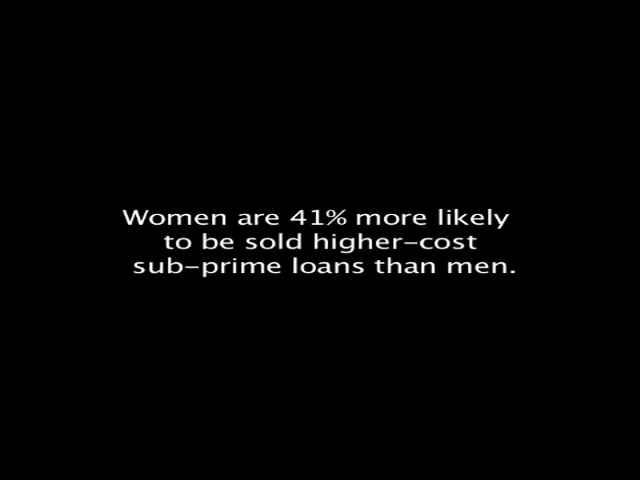 Women are 41% more likely
to be sold higher-cost
sub-prime loans than men.